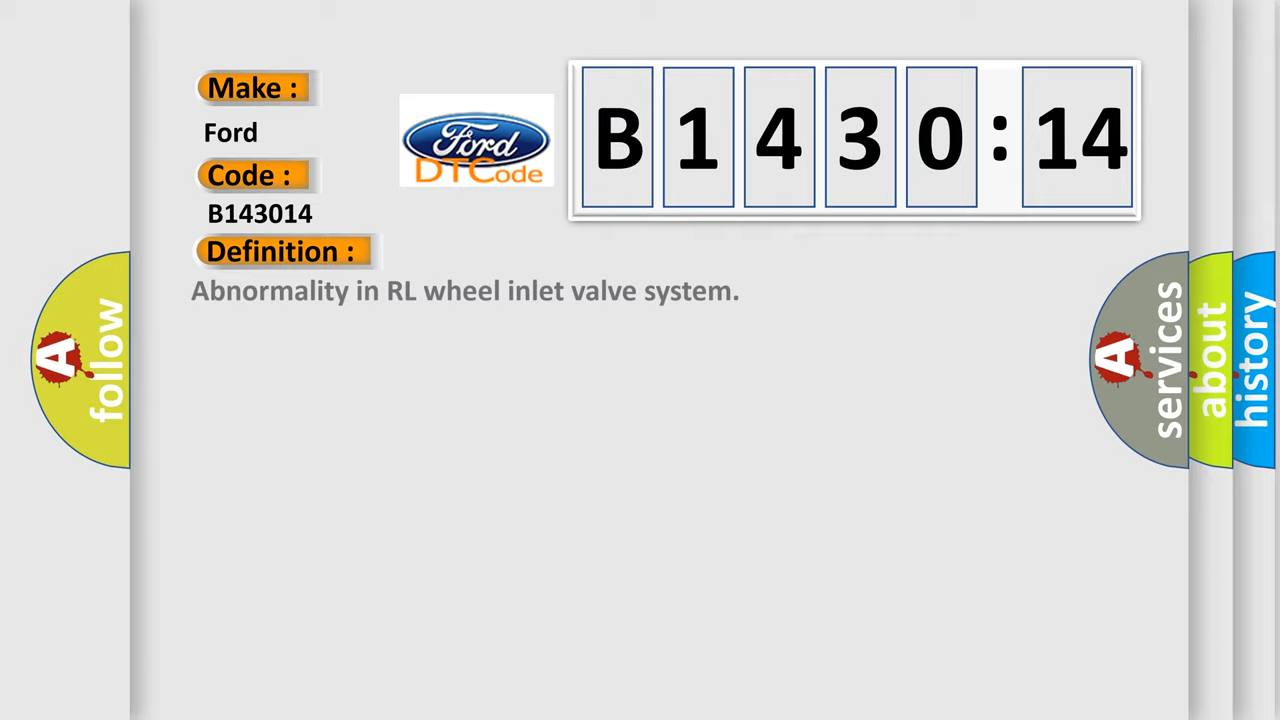 Make :
Ford
Code :
B143014
Definition :
Abnormality in RL wheel inlet valve system.
Ford
DTCode
B 1 4 3 0 : 14
A
follow
A
services
about
history